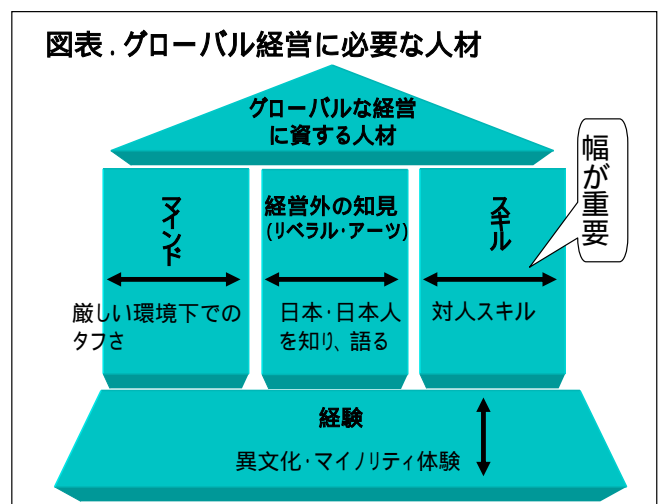 図表．グローバル経営に必要な人材
グローバルな経営
に資する人材
幅が重要
マインド
経営外の知見
(リベラル・アーツ)
スキル
厳しい環境下での
タフさ
日本・日本人
を知り、語る
対人スキル
経験
異文化・マイノリティ体験